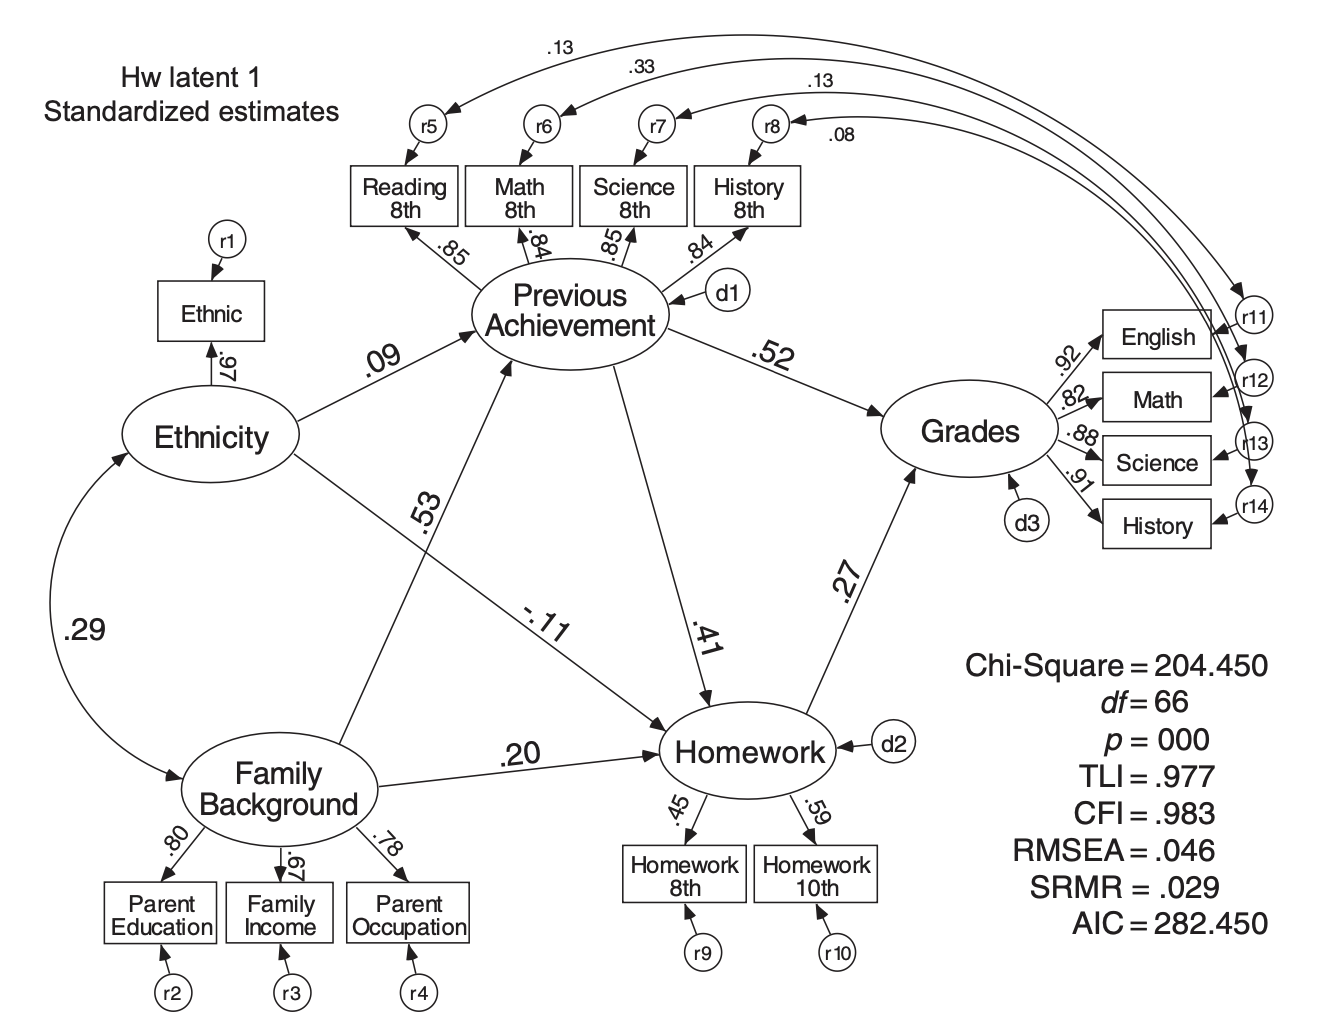 Hw latent 1
Standardized estimates
.13
.33
.13
.08
r5
r6
r7
r8
Reading
8th
Math
8th
Science
8th
History
8th
.85
.84
.85
.84
r1
Ethnic
.97
Ethnicity
Previous
Achievement
d1
.09
.52
.53
-.11
.41
.29
.20
.27
Grades
d3
.92
.82
.88
.91
English
Math
Science
History
r11
r12
r13
r14
Family
Background
.80
.67
.78
Parent
Education
Family
Income
Parent
Occupation
r2
r3
r4
Homework
d2
.45
.59
Homework
8th
Homework
10th
r9
r10
Chi-Square = 204.450
df = 66
p = 000
TLI = .977
CFI = .983
RMSEA = .046
SRMR = .029
AIC = 282.450